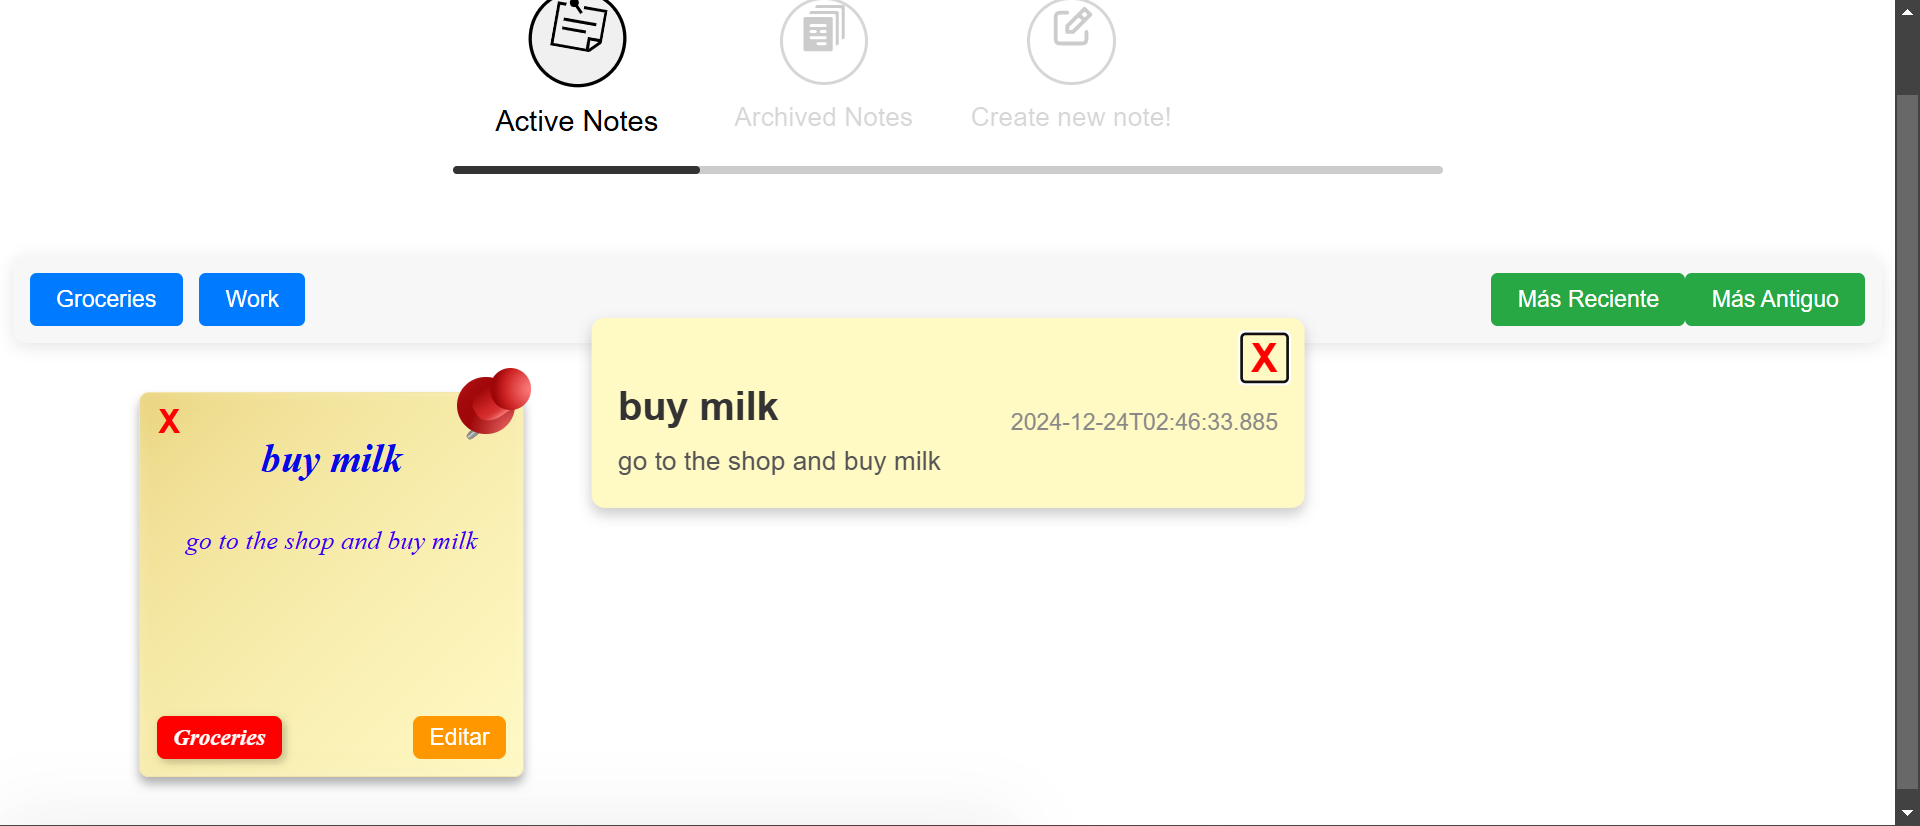 Active Notes
Archived Notes
Create new note!
Groceries
Work
Más Reciente
Más Antiguo
X
buy milk
2024-12-24T02:46:33.885
go to the shop and buy milk
X
buy milk
go to the shop and buy milk
Groceries
Editar